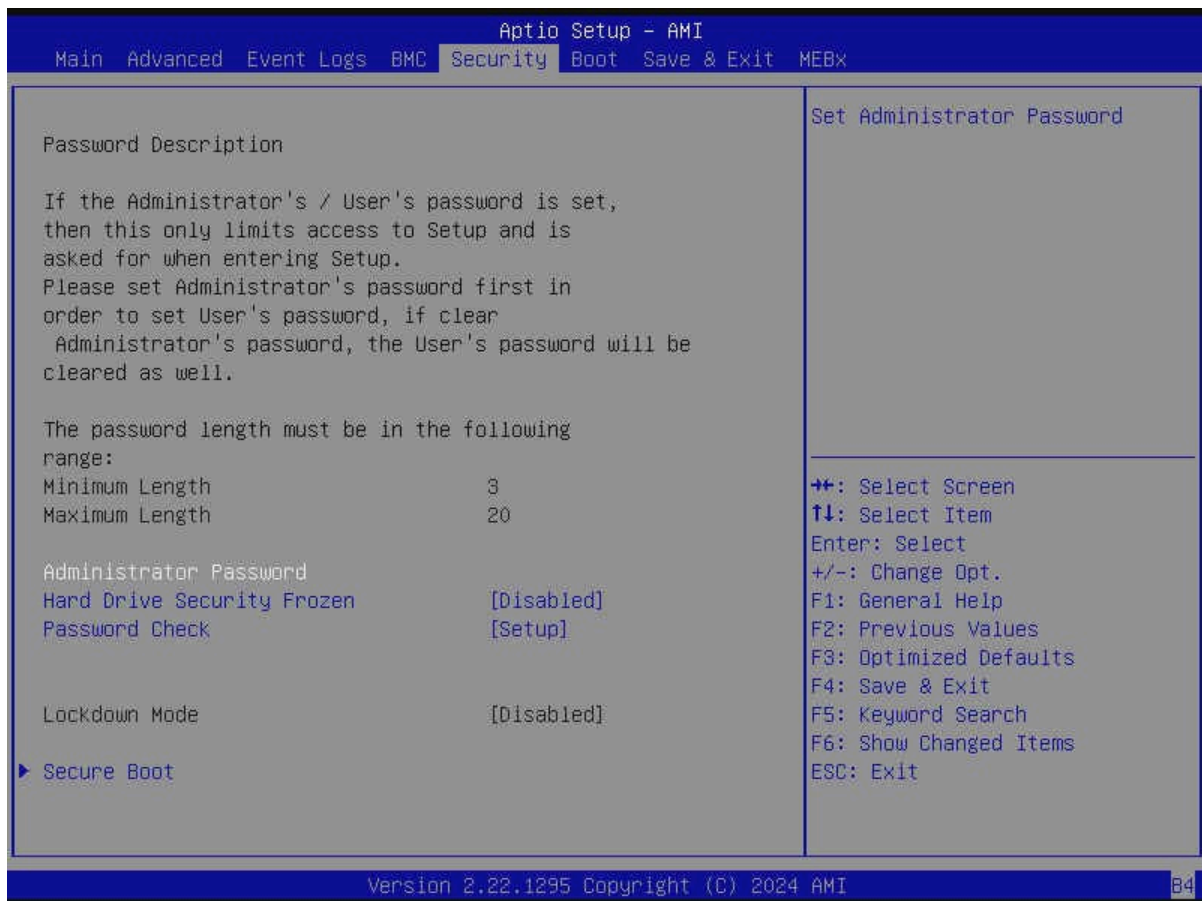 Aptio Setup - AMI
Main Advanced Event Logs BMC Security Boot Save & Exit MEBx
Password Description
If the Administrator's / User's password is set,
then this only limits access to Setup and is
asked for when entering Setup.
Please set Administrator's password first in
order to set User's password, if clear
Administrator's password, the User's password will be
cleared as well.
The password length must be in the following
range:
Minimum Length 3
Maximum Length 20
Administrator Password
Hard Drive Security Frozen [Disabled]
Password Check [Setup]
Lockdown Mode [Disabled]
Secure Boot
Set Administrator Password
→←: Select Screen
↑↓: Select Item
Enter: Select
+/-: Change Opt.
F1: General Help
F2: Previous Values
F3: Optimized Defaults
F4: Save & Exit
F5: Keyword Search
F6: Show Changed Items
ESC: Exit
Version 2.22.1295 Copyright (C) 2024 AMI
B4